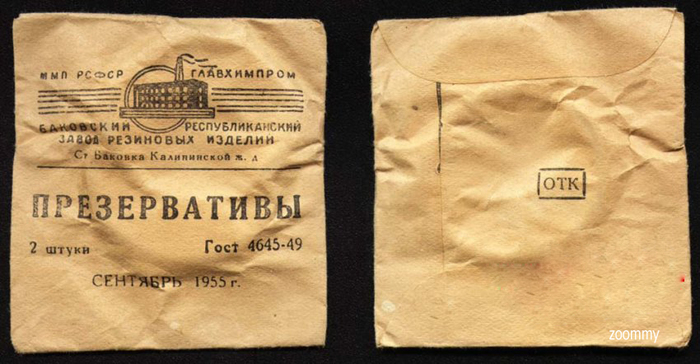 ММП РСФСР ГЛАВХИМПРОМ
БАКОВСКИЙ РЕСПУБЛИКАНСКИЙ
ЗАВОД РЕЗИНОВЫХ ИЗДЕЛИЙ
Ст Баковка Калининской ж. д
ПРЕЗЕРВАТИВЫ
2 штуки Гост 4645-49
СЕНТЯБРЬ 1955 г.
ОТК
zoommy